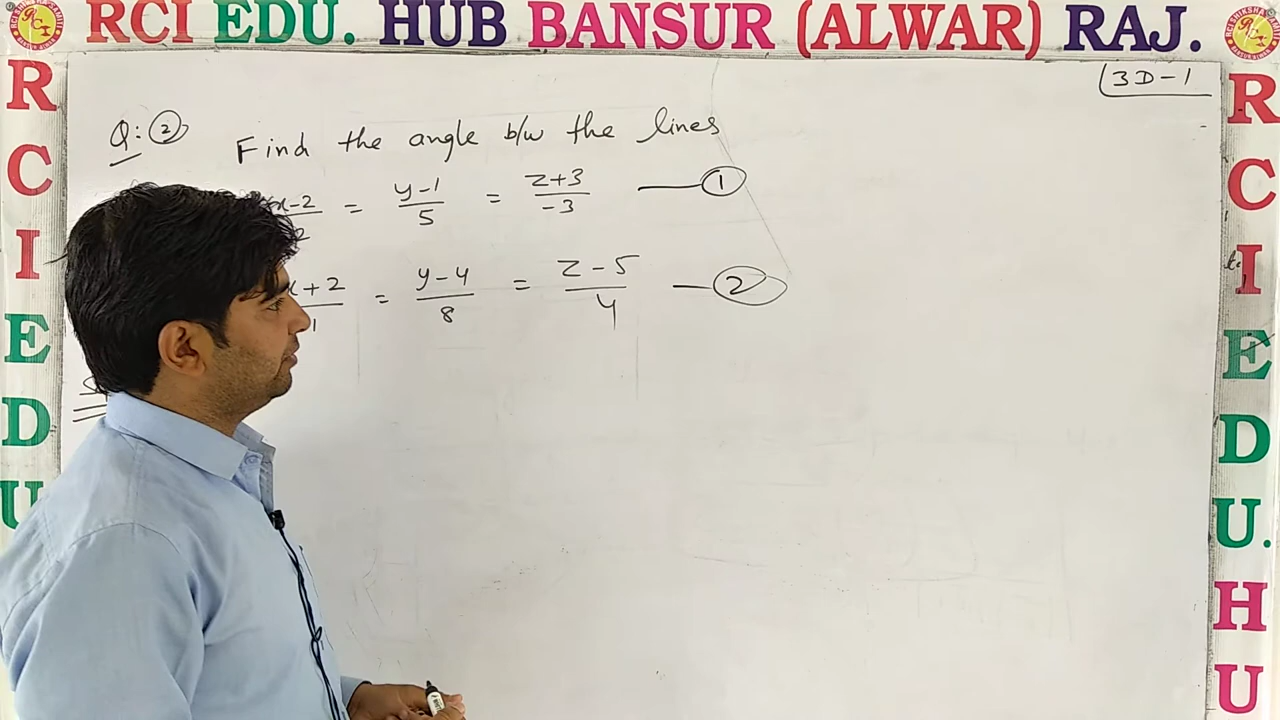 RCI EDU. HUB BANSUR (ALWAR) RAJ.
3D-1
Q: ② Find the angle b/w the lines
x-2/2 = y-1/5 = z+3/-3 — ①
x+2/1 = y-4/8 = z-5/4 — ②
R
C
I
E
D
U
R
C
I
E
D
U.
H
U